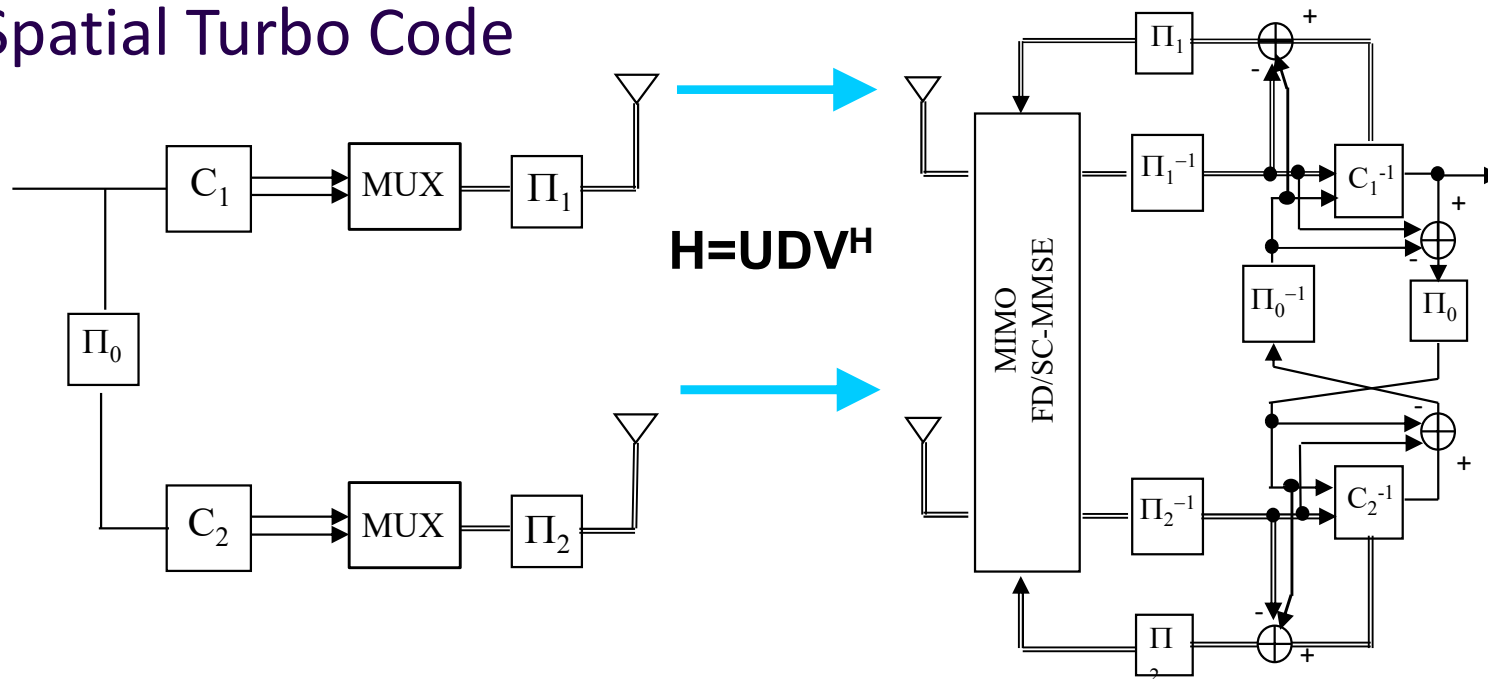 Spatial Turbo Code
C₁
MUX
Π₁
Π₀
C₂
MUX
Π₂
H=UDVᴴ
MIMO
FD/SC-MMSE
Π₁
+
-
Π₁⁻¹
C₁⁻¹
+
-
Π₀⁻¹
Π₀
-
+
Π₂⁻¹
C₂⁻¹
-
+
Π
2